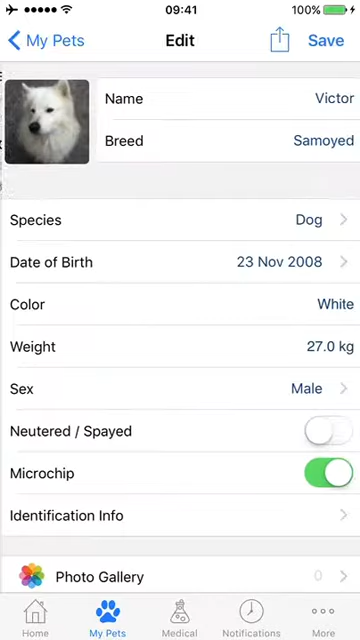 09:41
100%
My Pets
Edit
Save
Name Victor
Breed Samoyed
Species Dog
Date of Birth 23 Nov 2008
Color White
Weight 27.0 kg
Sex Male
Neutered / Spayed
Microchip
Identification Info
Photo Gallery 0
Home My Pets Medical Notifications More